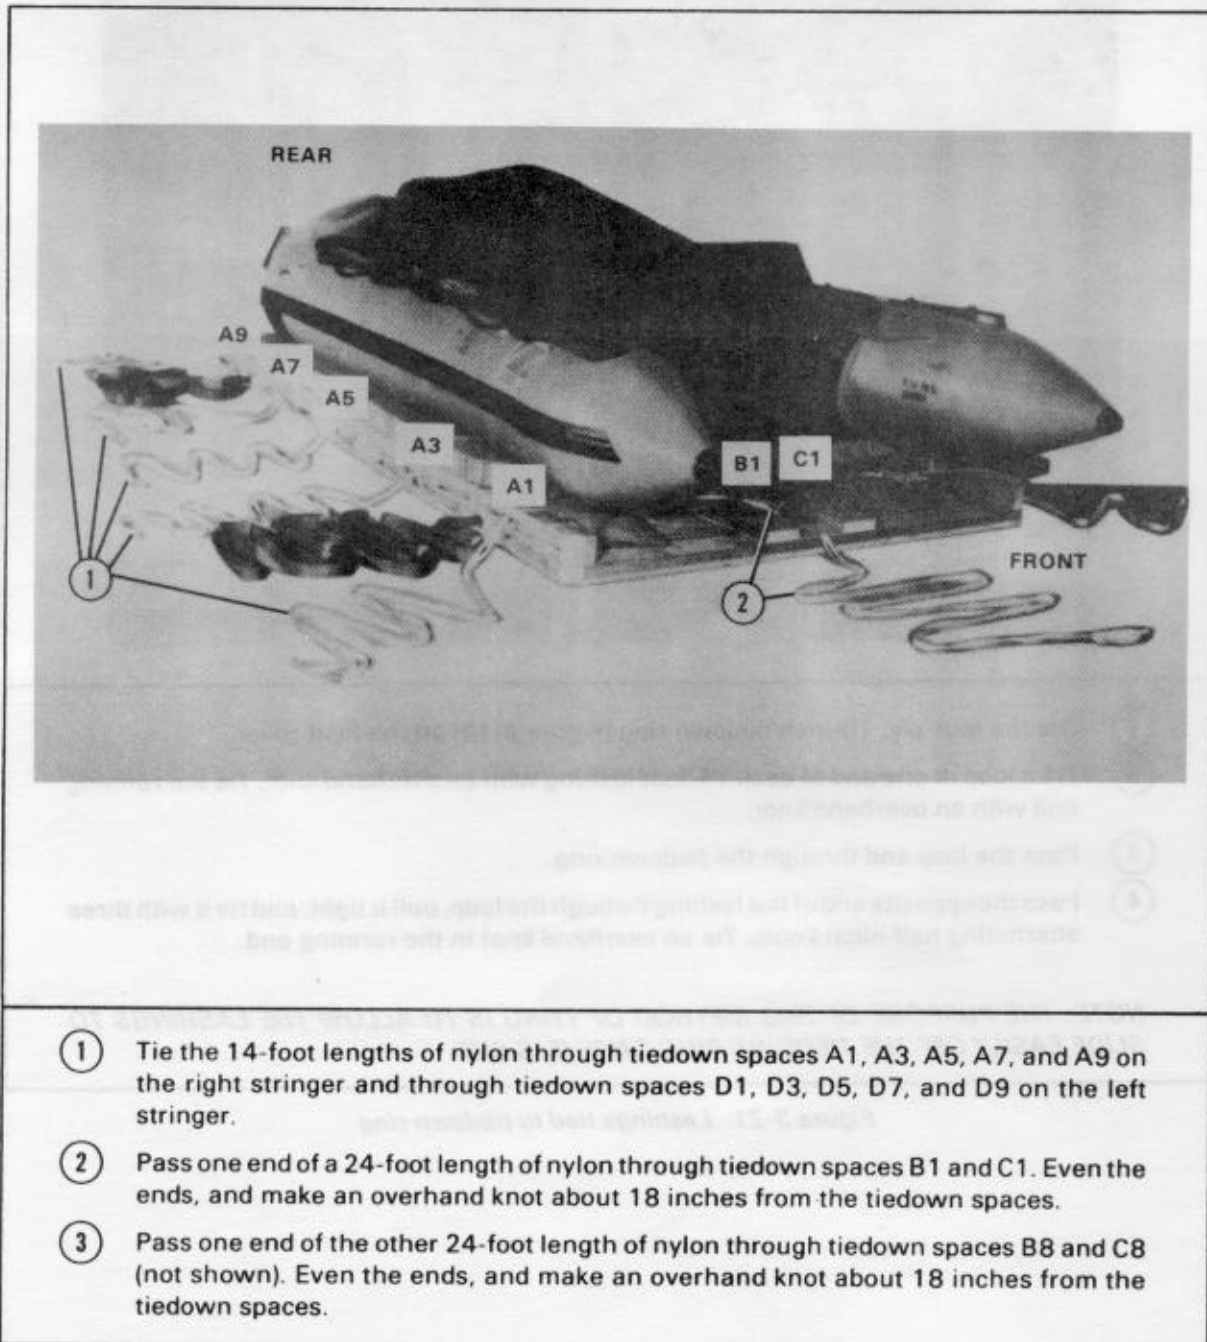 REAR
A9
A7
A5
A3
A1
B1
C1
FRONT
1
2
1 Tie the 14-foot lengths of nylon through tiedown spaces A1, A3, A5, A7, and A9 on
the right stringer and through tiedown spaces D1, D3, D5, D7, and D9 on the left
stringer.
2 Pass one end of a 24-foot length of nylon through tiedown spaces B1 and C1. Even the
ends, and make an overhand knot about 18 inches from the tiedown spaces.
3 Pass one end of the other 24-foot length of nylon through tiedown spaces B8 and C8
(not shown). Even the ends, and make an overhand knot about 18 inches from the
tiedown spaces.